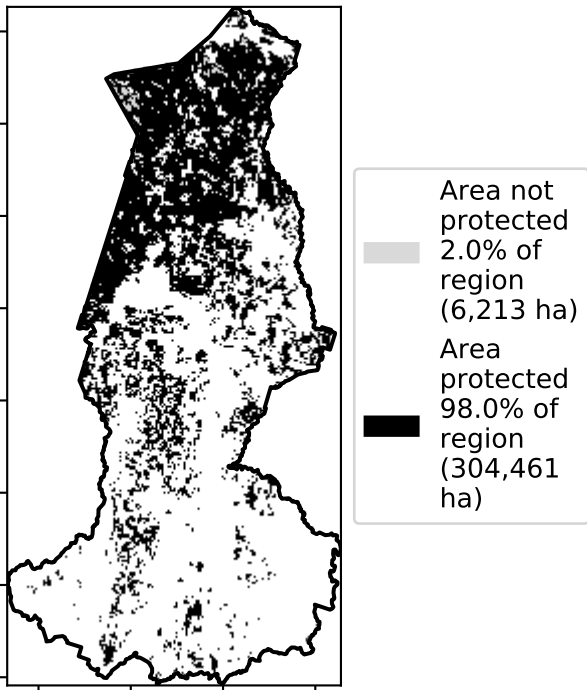 Area not
protected
2.0% of
region
(6,213 ha)
Area
protected
98.0% of
region
(304,461
ha)